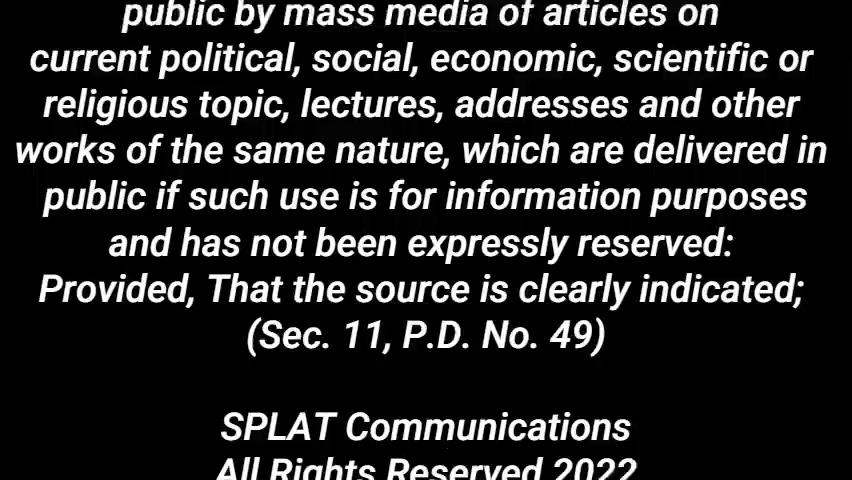 public by mass media of articles on
current political, social, economic, scientific or
religious topic, lectures, addresses and other
works of the same nature, which are delivered in
public if such use is for information purposes
and has not been expressly reserved:
Provided, That the source is clearly indicated;
(Sec. 11, P.D. No. 49)
SPLAT Communications
All Rights Reserved 2022